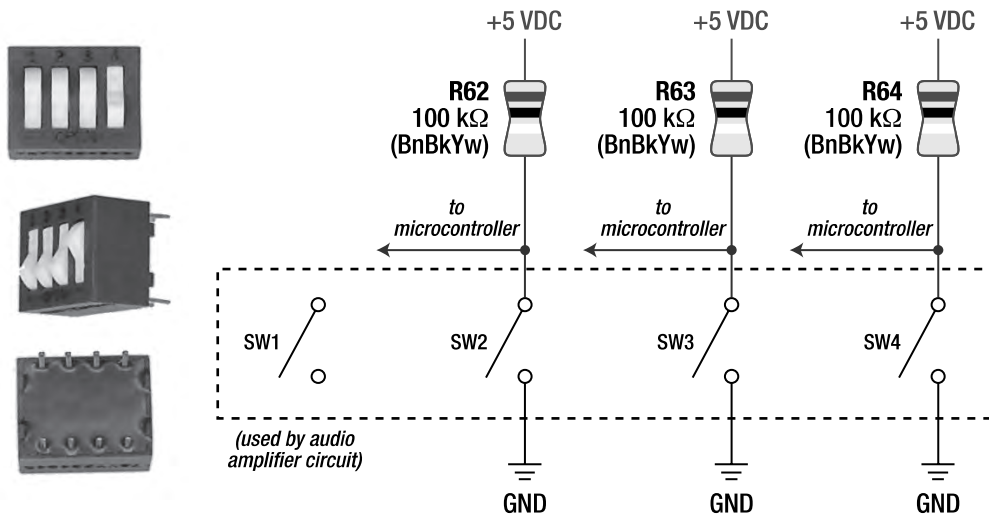 +5 VDC
+5 VDC
+5 VDC
R62
100 kΩ
(BnBkYw)
R63
100 kΩ
(BnBkYw)
R64
100 kΩ
(BnBkYw)
to
microcontroller
to
microcontroller
to
microcontroller
SW1
SW2
SW3
SW4
(used by audio
amplifier circuit)
GND
GND
GND